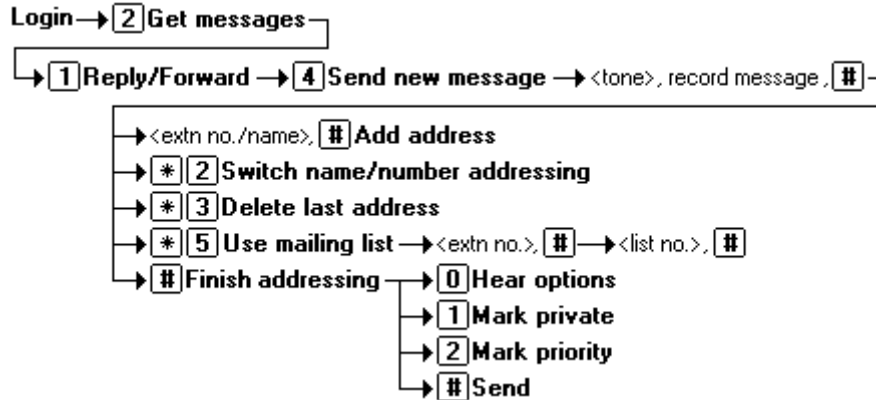 Login 2 Get messages
1 Reply/Forward 4 Send new message <tone>, record message , #
<extn no./name>, # Add address
* 2 Switch name/number addressing
* 3 Delete last address
* 5 Use mailing list <extn no.>, # <list no.>, #
# Finish addressing 0 Hear options
1 Mark private
2 Mark priority
# Send